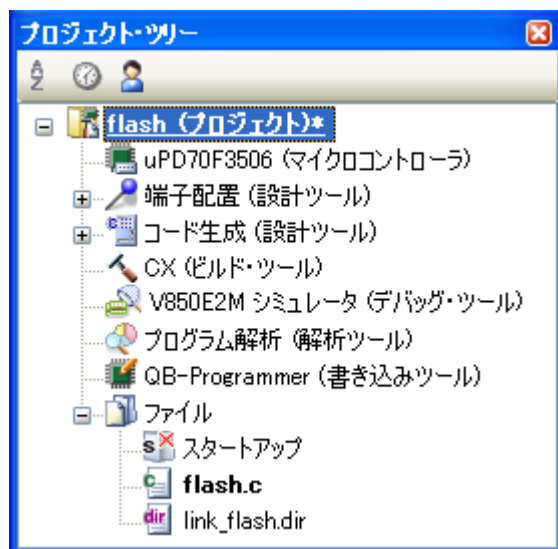 プロジェクト・ツリー
flash (プロジェクト)*
uPD70F3506 (マイクロコントローラ)
端子配置 (設計ツール)
コード生成 (設計ツール)
CX (ビルド・ツール)
V850E2M シミュレータ (デバッグ・ツール)
プログラム解析 (解析ツール)
QB-Programmer (書き込みツール)
ファイル
スタートアップ
flash.c
link_flash.dir